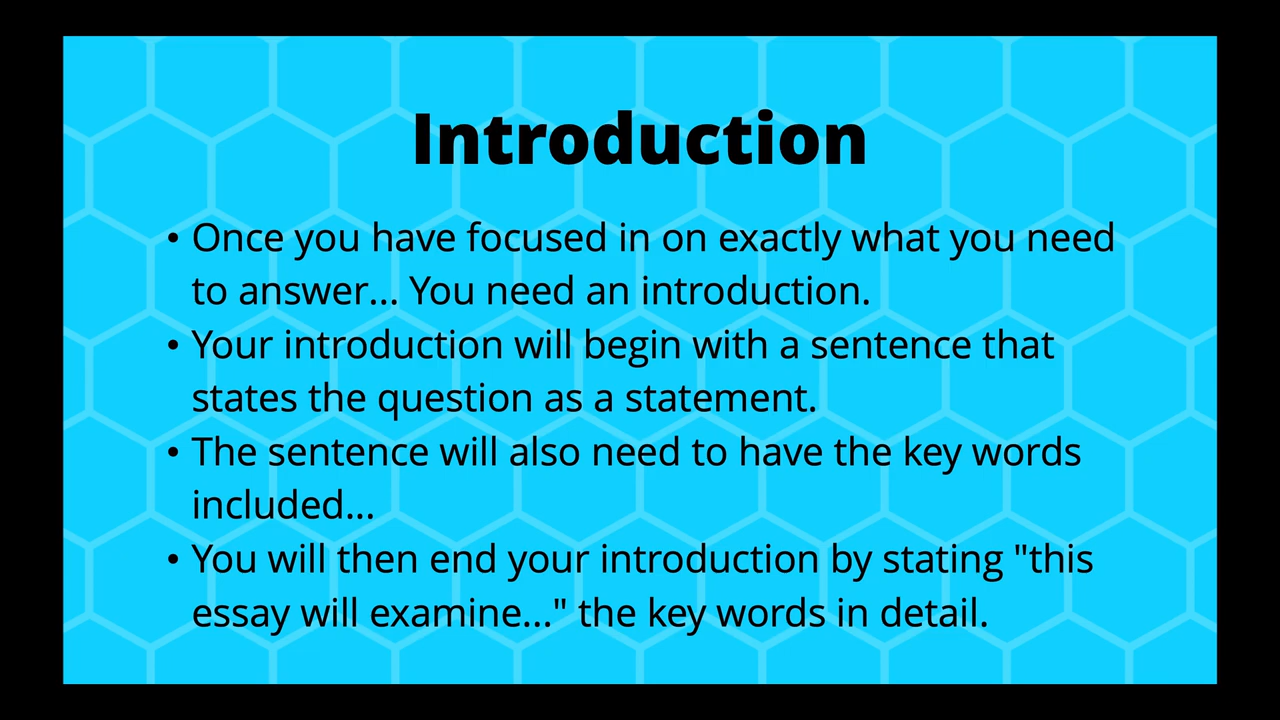 Introduction
• Once you have focused in on exactly what you need
to answer... You need an introduction.
• Your introduction will begin with a sentence that
states the question as a statement.
• The sentence will also need to have the key words
included...
• You will then end your introduction by stating "this
essay will examine..." the key words in detail.